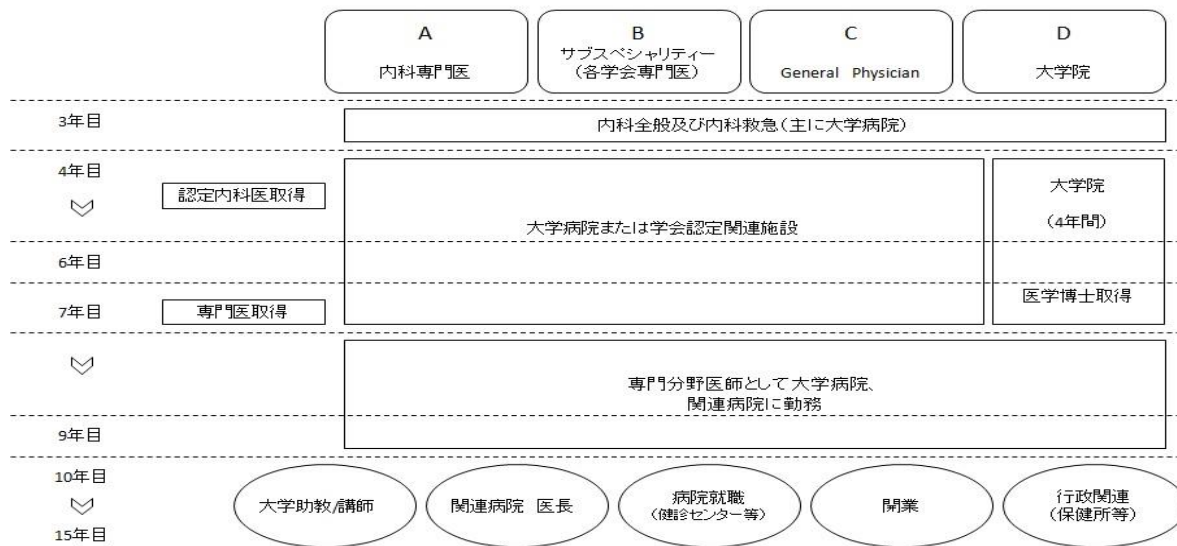 A
内科専門医
B
サブスペシャリティー
(各学会専門医)
C
General Physician
D
大学院
3年目
内科全般及び内科救急(主に大学病院)
4年目
認定内科医取得
大学病院または学会認定関連施設
大学院
(4年間)
6年目
7年目
専門医取得
医学博士取得
専門分野医師として大学病院、
関連病院に勤務
9年目
10年目
15年目
大学助教/講師
関連病院 医長
病院就職
(健診センター等)
開業
行政関連
(保健所等)